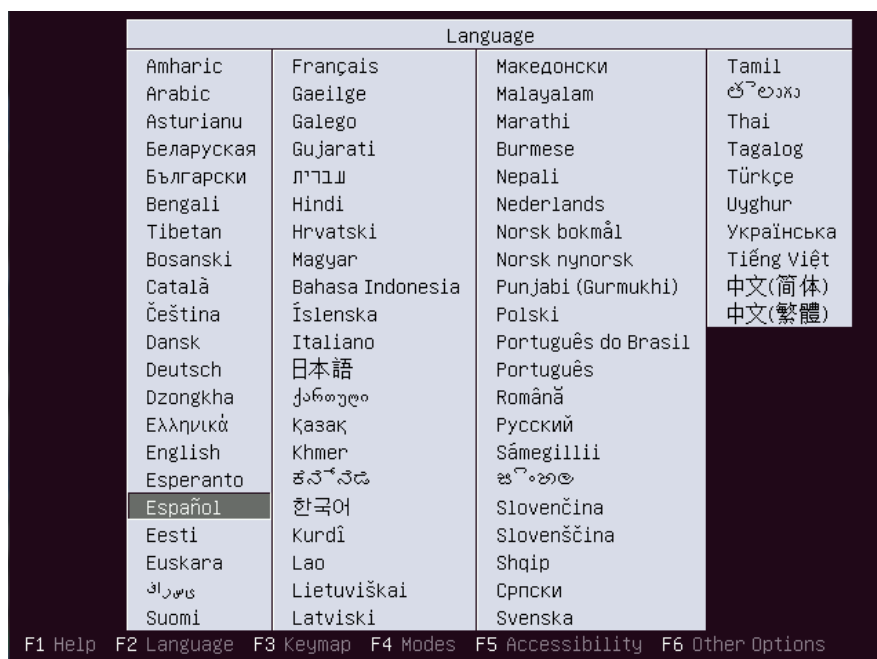 Language
Amharic
Arabic
Asturianu
Беларуская
Български
Bengali
Tibetan
Bosanski
Català
Čeština
Dansk
Deutsch
Dzongkha
Ελληνικά
English
Esperanto
Español
Eesti
Euskara
فارسی
Suomi
Français
Gaeilge
Galego
Gujarati
עברית
Hindi
Hrvatski
Magyar
Bahasa Indonesia
Íslenska
Italiano
日本語
ქართული
Қазақ
Khmer
ಕನ್ನಡ
한국어
Kurdî
Lao
Lietuviškai
Latviski
Македонски
Malayalam
Marathi
Burmese
Nepali
Nederlands
Norsk bokmål
Norsk nynorsk
Punjabi (Gurmukhi)
Polski
Português do Brasil
Português
Română
Русский
Sámegillii
සිංහල
Slovenčina
Slovenščina
Shqip
Српски
Svenska
Tamil
తెలుగు
Thai
Tagalog
Türkçe
Uyghur
Українська
Tiếng Việt
中文(简体)
中文(繁體)
F1 Help F2 Language F3 Keymap F4 Modes F5 Accessibility F6 Other Options